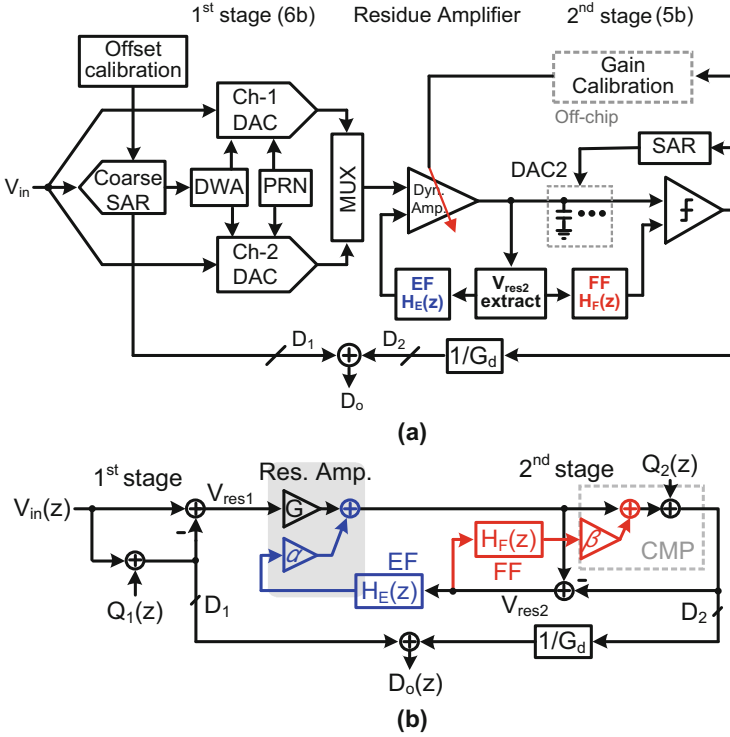 1st stage (6b)
Residue Amplifier
2nd stage (5b)
Offset calibration
Gain Calibration
Off-chip
Ch-1 DAC
Vin
Coarse SAR
DWA
PRN
MUX
Dyn. Amp.
DAC2
SAR
EF HE(z)
Vres2 extract
FF HF(z)
Ch-2 DAC
D1
D2
1/Gd
Do
(a)
1st stage
Res. Amp.
2nd stage
Q2(z)
Vin(z)
Vres1
G
α
HF(z)
β
EF
FF
CMP
HE(z)
Vres2
Q1(z)
D1
D2
1/Gd
Do(z)
(b)